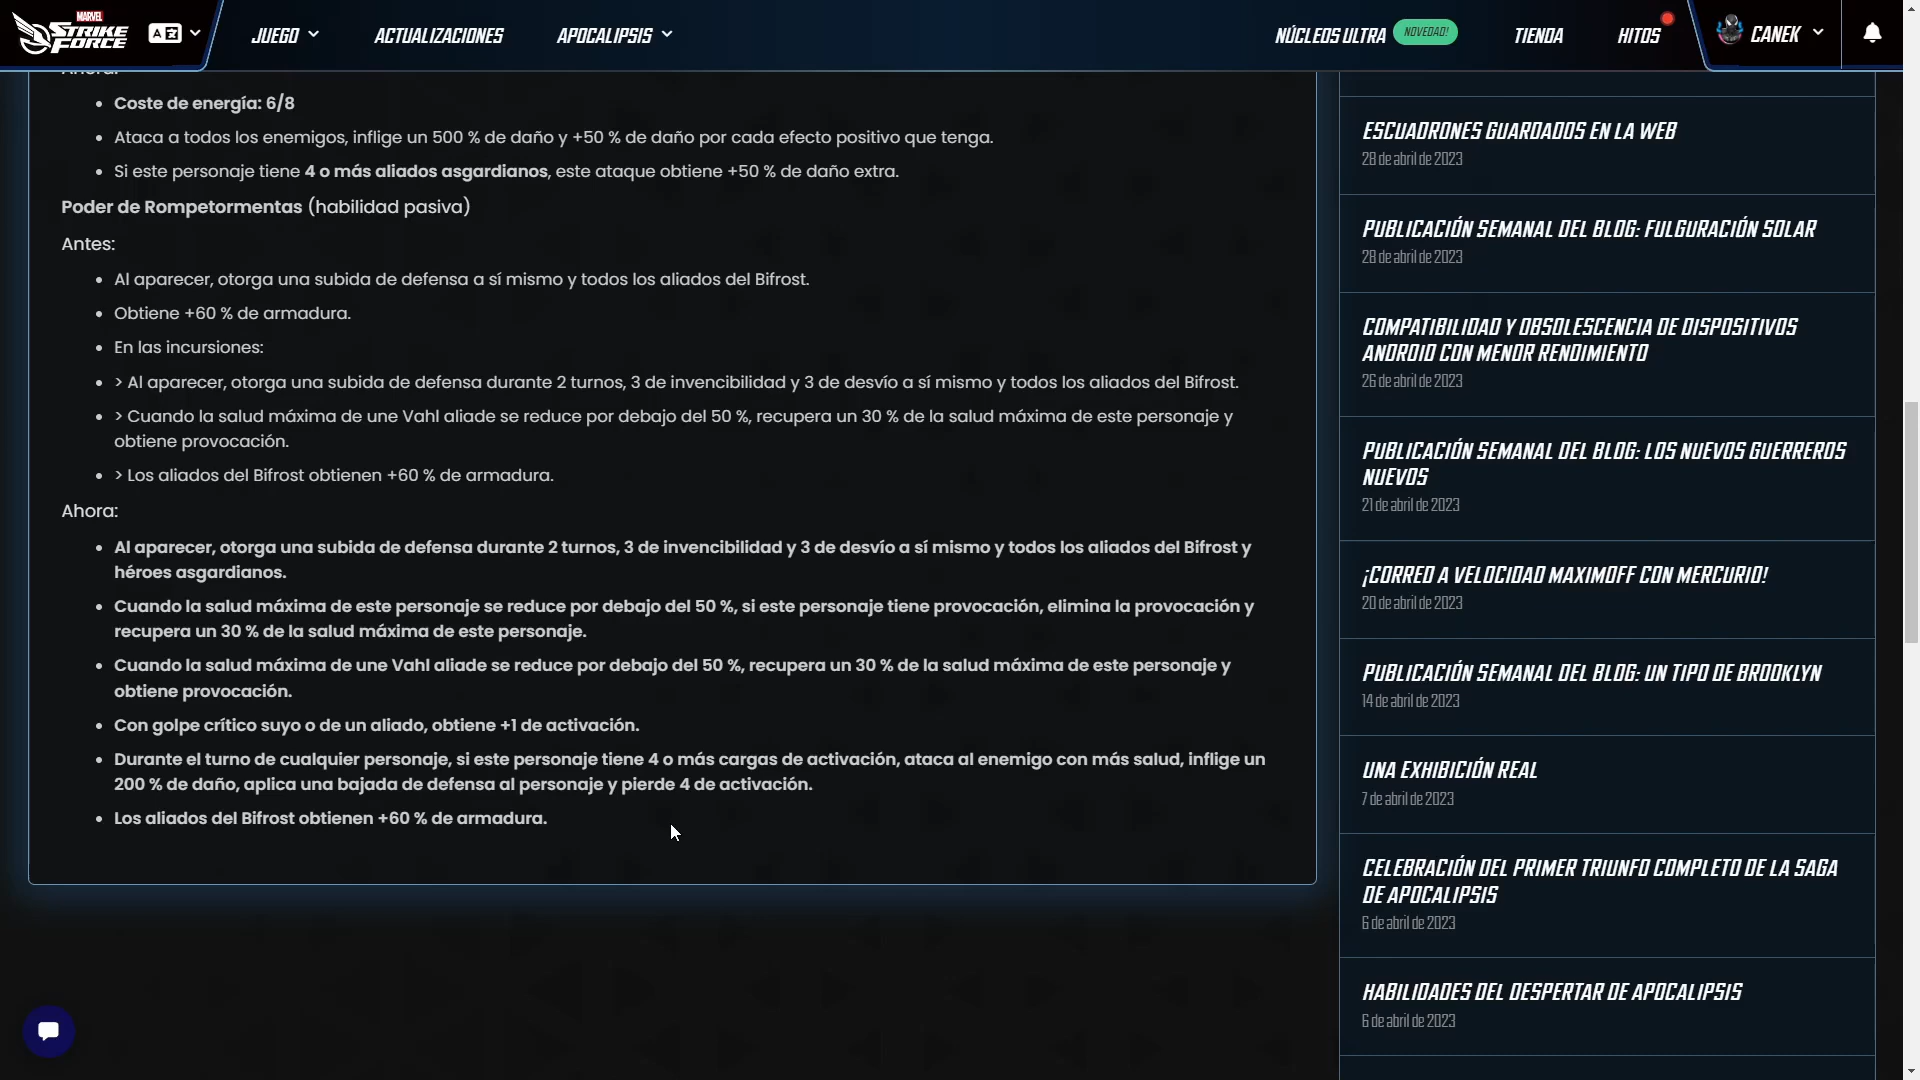 MARVEL
STRIKE
FORCE
JUEGO
ACTUALIZACIONES
APOCALIPSIS
NÚCLEOS ULTRA
NOVEDAD!
TIENDA
HITOS
CANEK
Ahora:
Coste de energía: 6/8
Ataca a todos los enemigos, inflige un 500 % de daño y +50 % de daño por cada efecto positivo que tenga.
Si este personaje tiene 4 o más aliados asgardianos, este ataque obtiene +50 % de daño extra.
Poder de Rompetormentas (habilidad pasiva)
Antes:
Al aparecer, otorga una subida de defensa a sí mismo y todos los aliados del Bifrost.
Obtiene +60 % de armadura.
En las incursiones:
> Al aparecer, otorga una subida de defensa durante 2 turnos, 3 de invencibilidad y 3 de desvío a sí mismo y todos los aliados del Bifrost.
> Cuando la salud máxima de une Vahl aliade se reduce por debajo del 50 %, recupera un 30 % de la salud máxima de este personaje y
obtiene provocación.
> Los aliados del Bifrost obtienen +60 % de armadura.
Ahora:
Al aparecer, otorga una subida de defensa durante 2 turnos, 3 de invencibilidad y 3 de desvío a sí mismo y todos los aliados del Bifrost y
héroes asgardianos.
Cuando la salud máxima de este personaje se reduce por debajo del 50 %, si este personaje tiene provocación, elimina la provocación y
recupera un 30 % de la salud máxima de este personaje.
Cuando la salud máxima de une Vahl aliade se reduce por debajo del 50 %, recupera un 30 % de la salud máxima de este personaje y
obtiene provocación.
Con golpe crítico suyo o de un aliado, obtiene +1 de activación.
Durante el turno de cualquier personaje, si este personaje tiene 4 o más cargas de activación, ataca al enemigo con más salud, inflige un
200 % de daño, aplica una bajada de defensa al personaje y pierde 4 de activación.
Los aliados del Bifrost obtienen +60 % de armadura.
ESCUADRONES GUARDADOS EN LA WEB
28 de abril de 2023
PUBLICACIÓN SEMANAL DEL BLOG: FULGURACIÓN SOLAR
28 de abril de 2023
COMPATIBILIDAD Y OBSOLESCENCIA DE DISPOSITIVOS
ANDROID CON MENOR RENDIMIENTO
26 de abril de 2023
PUBLICACIÓN SEMANAL DEL BLOG: LOS NUEVOS GUERREROS
NUEVOS
21 de abril de 2023
¡CORRED A VELOCIDAD MAXIMOFF CON MERCURIO!
20 de abril de 2023
PUBLICACIÓN SEMANAL DEL BLOG: UN TIPO DE BROOKLYN
14 de abril de 2023
UNA EXHIBICIÓN REAL
7 de abril de 2023
CELEBRACIÓN DEL PRIMER TRIUNFO COMPLETO DE LA SAGA
DE APOCALIPSIS
6 de abril de 2023
HABILIDADES DEL DESPERTAR DE APOCALIPSIS
6 de abril de 2023